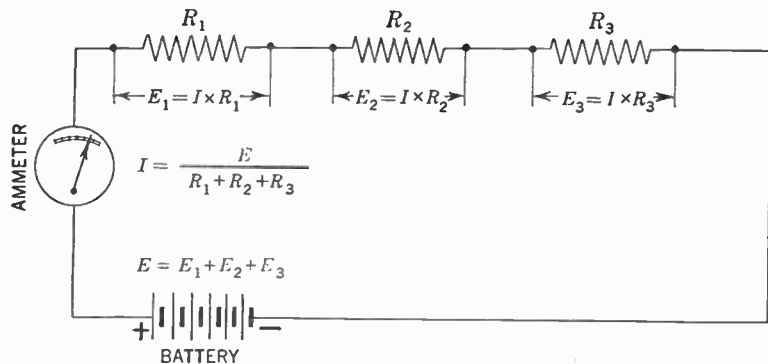 R₁ R₂ R₃
E₁=I×R₁ E₂=I×R₂ E₃=I×R₃
AMMETER
I = E / R₁+R₂+R₃
E = E₁+E₂+E₃
+ −
BATTERY